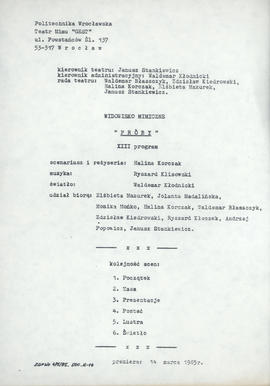 Politechnika Wrocławska
Teatr Mimu "GEST"
ul. Powstańców Śl. 137
53-317 Wrocław
kierownik teatru: Janusz Stankiewicz
kierownik administracyjny: Waldemar Kłodnicki
rada teatru: Waldemar Błaszczyk, Zdzisław Kiedrowski,
Halina Korczak, Elżbieta Mazurek,
Janusz Stankiewicz.
WIDOWISKO MIMICZNE
" PRÓBY "
XIII program
scenariusz i reżyseria: Halina Korczak
muzyka: Ryszard Klisowski
światło: Waldemar Kłodnicki
udział biorą: Elżbieta Mazurek, Jolanta Madalińska,
Monika Mońko, Halina Korczak, Waldemar Błaszczyk,
Zdzisław Kiedrowski, Ryszard Kłoczek, Andrzej
Popowicz, Janusz Stankiewicz.
x x x
kolejność scen:
1. Początek
2. Taśma
3. Prezentacje
4. Postać
5. Lustra
6. Światło
x x x
premiera: 14 marca 1985r.